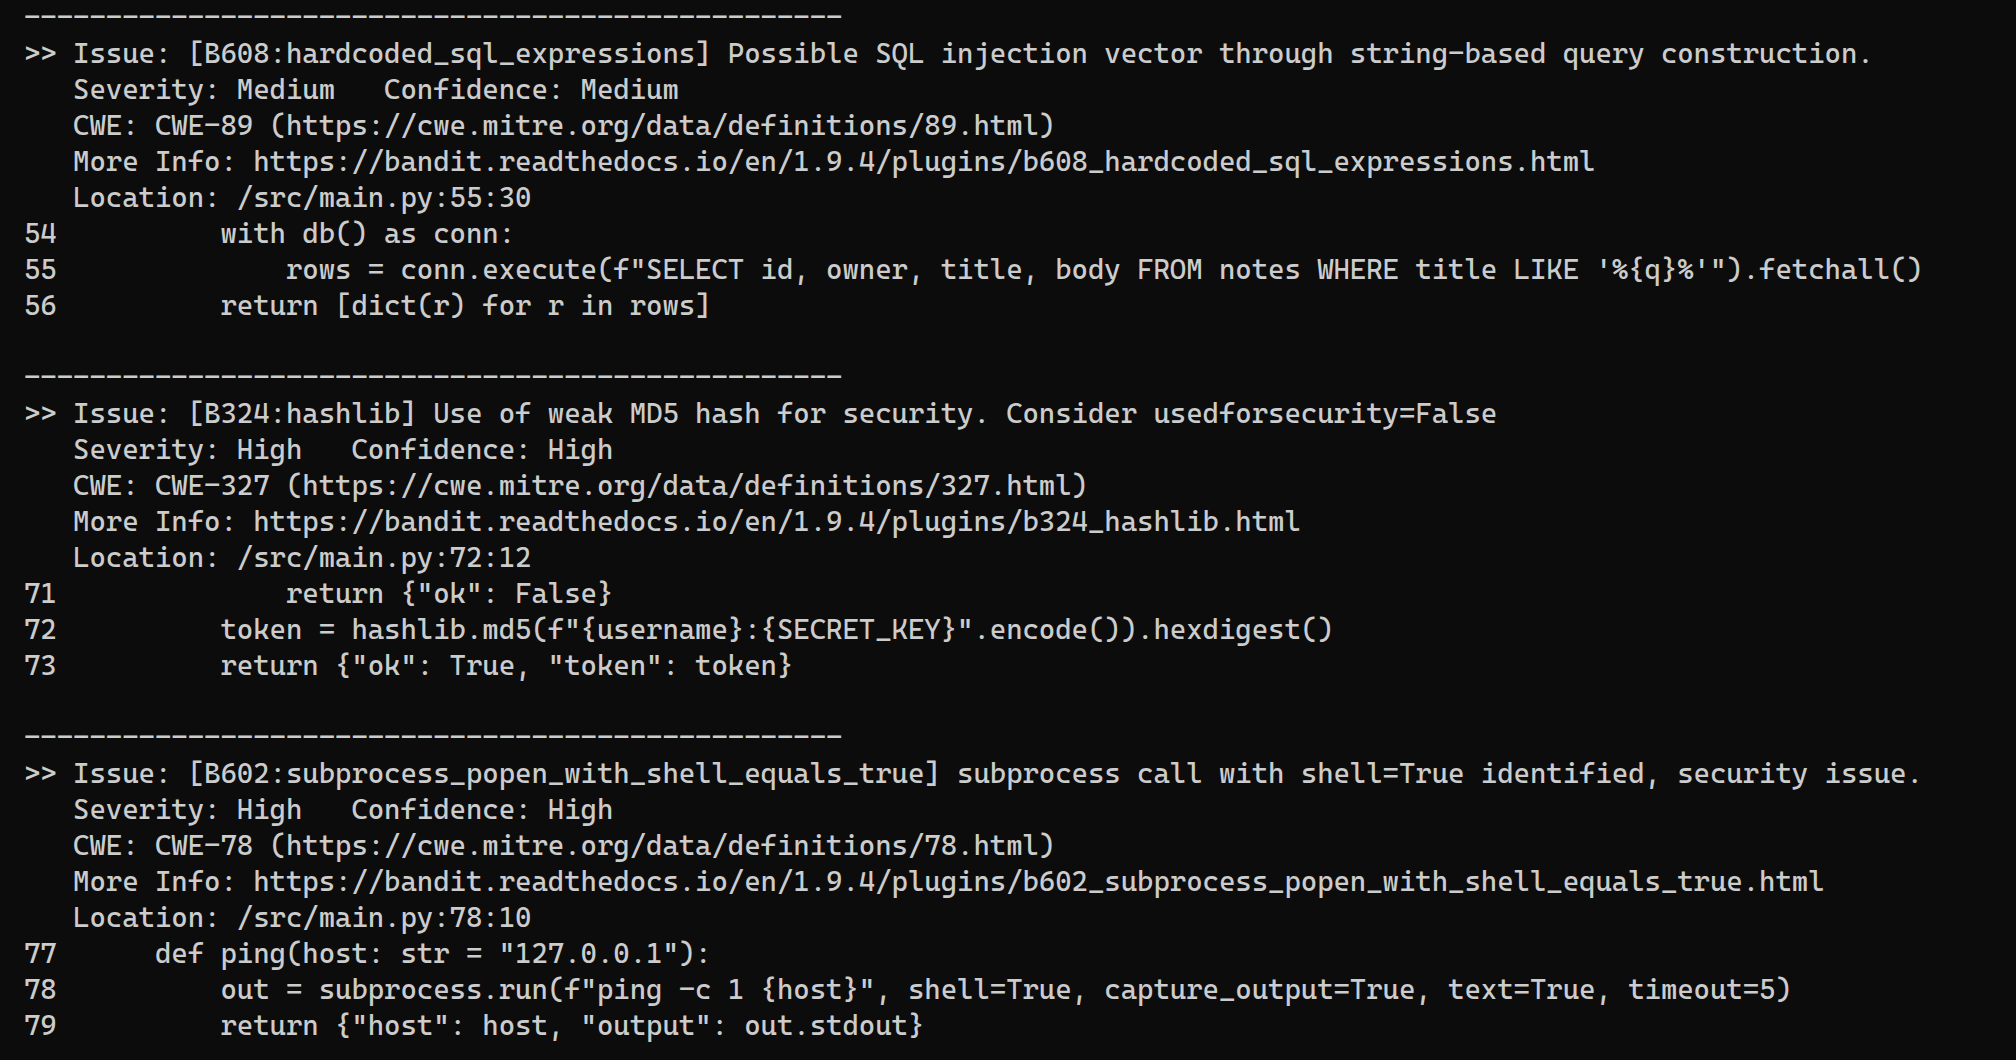 --------------------------------------------------
>> Issue: [B608:hardcoded_sql_expressions] Possible SQL injection vector through string-based query construction.
   Severity: Medium   Confidence: Medium
   CWE: CWE-89 (https://cwe.mitre.org/data/definitions/89.html)
   More Info: https://bandit.readthedocs.io/en/1.9.4/plugins/b608_hardcoded_sql_expressions.html
   Location: /src/main.py:55:30
54	    with db() as conn:
55	        rows = conn.execute(f"SELECT id, owner, title, body FROM notes WHERE title LIKE '%{q}%'").fetchall()
56	    return [dict(r) for r in rows]

--------------------------------------------------
>> Issue: [B324:hashlib] Use of weak MD5 hash for security. Consider usedforsecurity=False
   Severity: High   Confidence: High
   CWE: CWE-327 (https://cwe.mitre.org/data/definitions/327.html)
   More Info: https://bandit.readthedocs.io/en/1.9.4/plugins/b324_hashlib.html
   Location: /src/main.py:72:12
71	        return {"ok": False}
72	    token = hashlib.md5(f"{username}:{SECRET_KEY}".encode()).hexdigest()
73	    return {"ok": True, "token": token}

--------------------------------------------------
>> Issue: [B602:subprocess_popen_with_shell_equals_true] subprocess call with shell=True identified, security issue.
   Severity: High   Confidence: High
   CWE: CWE-78 (https://cwe.mitre.org/data/definitions/78.html)
   More Info: https://bandit.readthedocs.io/en/1.9.4/plugins/b602_subprocess_popen_with_shell_equals_true.html
   Location: /src/main.py:78:10
77	def ping(host: str = "127.0.0.1"):
78	    out = subprocess.run(f"ping -c 1 {host}", shell=True, capture_output=True, text=True, timeout=5)
79	    return {"host": host, "output": out.stdout}